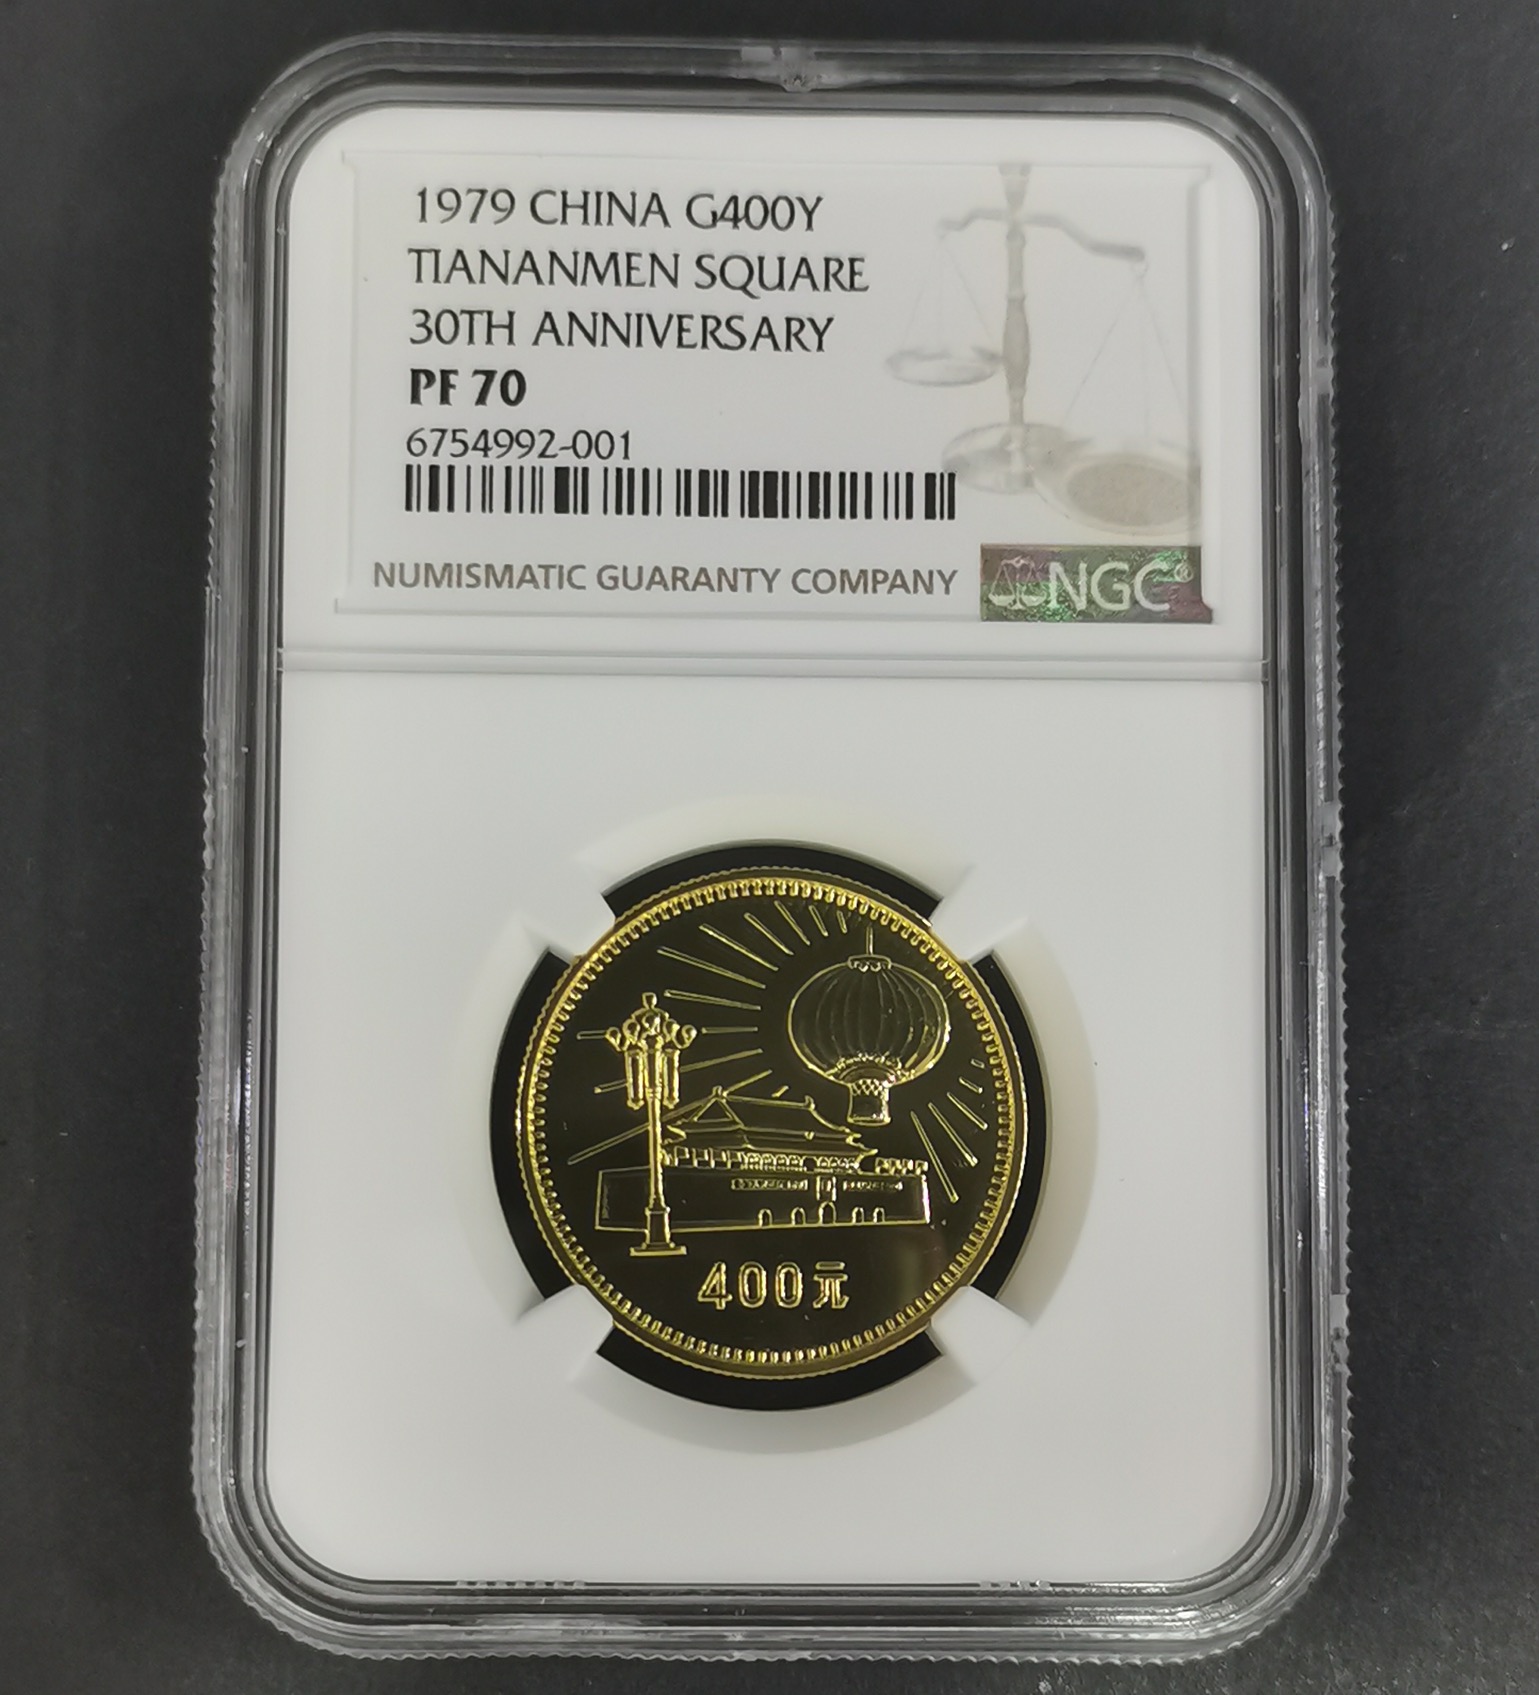 1979 CHINA G400Y
TIANANMEN SQUARE
30TH ANNIVERSARY
PF 70
6754992-001
NUMISMATIC GUARANTY COMPANY
NGC®
400元